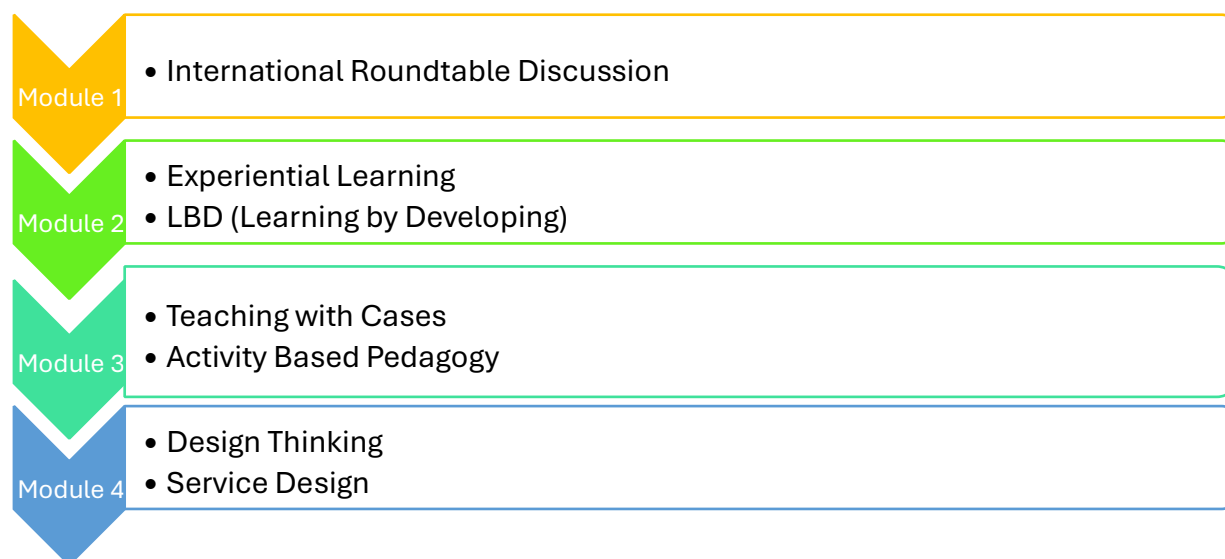 Module 1
• International Roundtable Discussion
Module 2
• Experiential Learning
• LBD (Learning by Developing)
Module 3
• Teaching with Cases
• Activity Based Pedagogy
Module 4
• Design Thinking
• Service Design